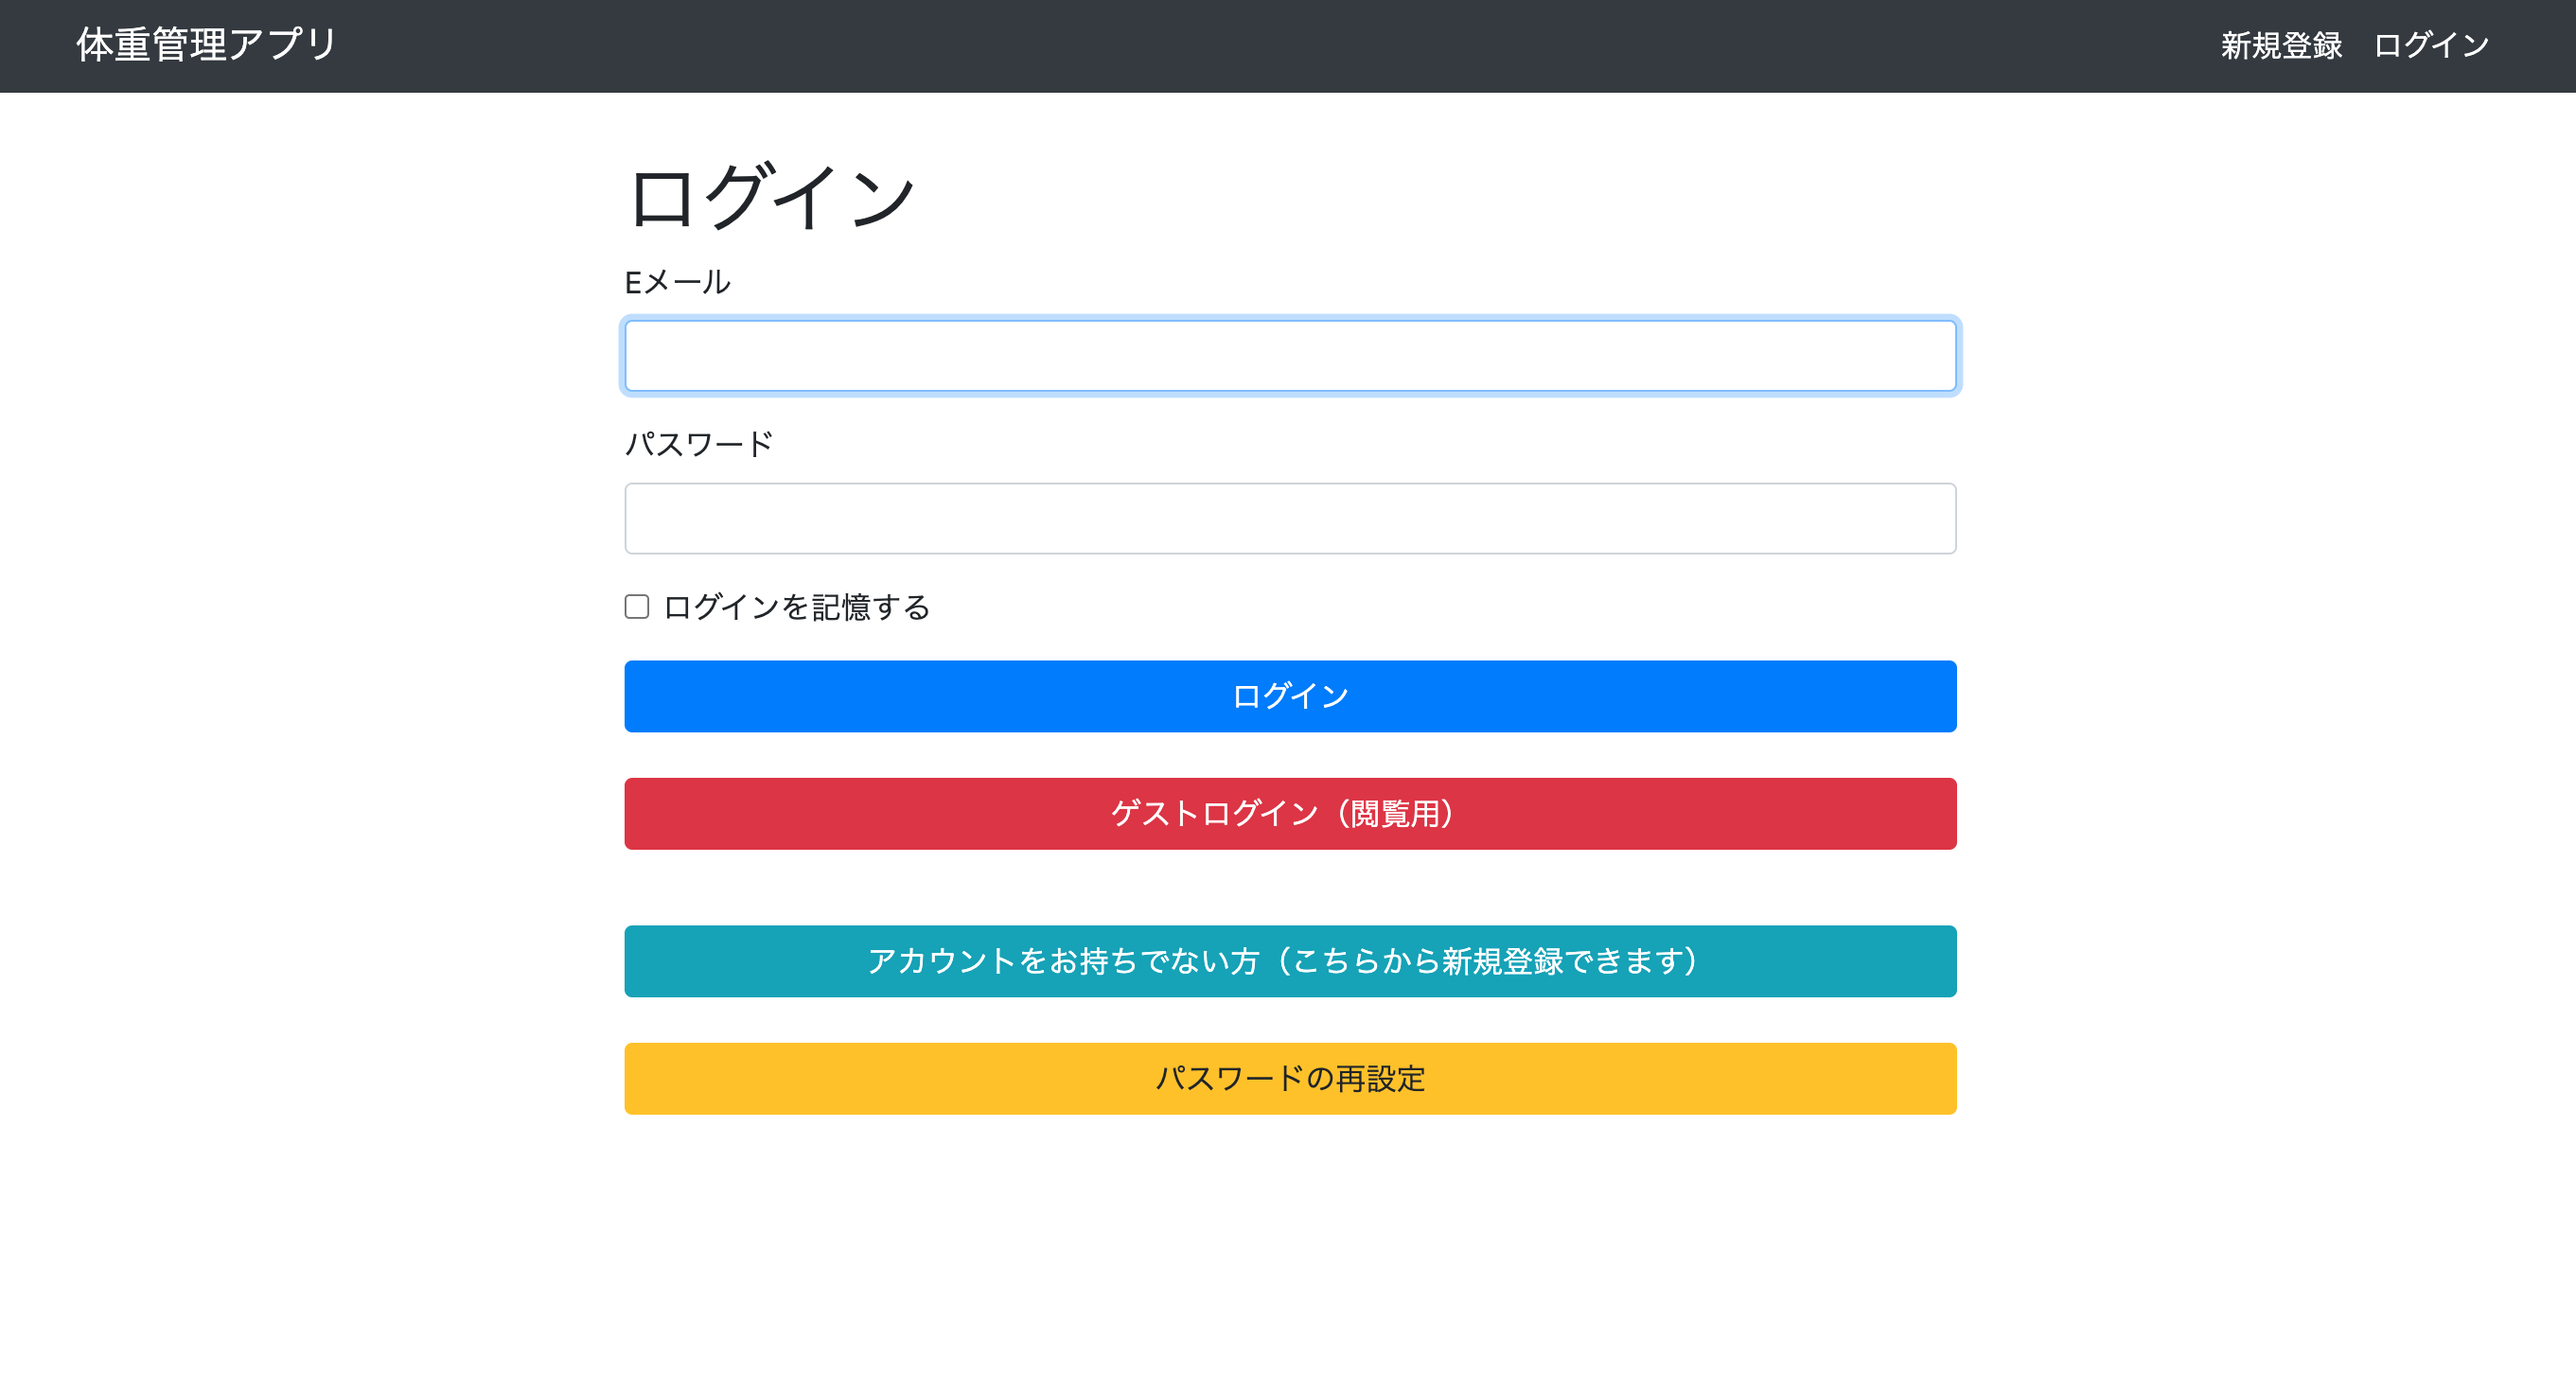 体重管理アプリ
新規登録 ログイン
ログイン
Eメール
パスワード
ログインを記憶する
ログイン
ゲストログイン（閲覧用）
アカウントをお持ちでない方（こちらから新規登録できます）
パスワードの再設定